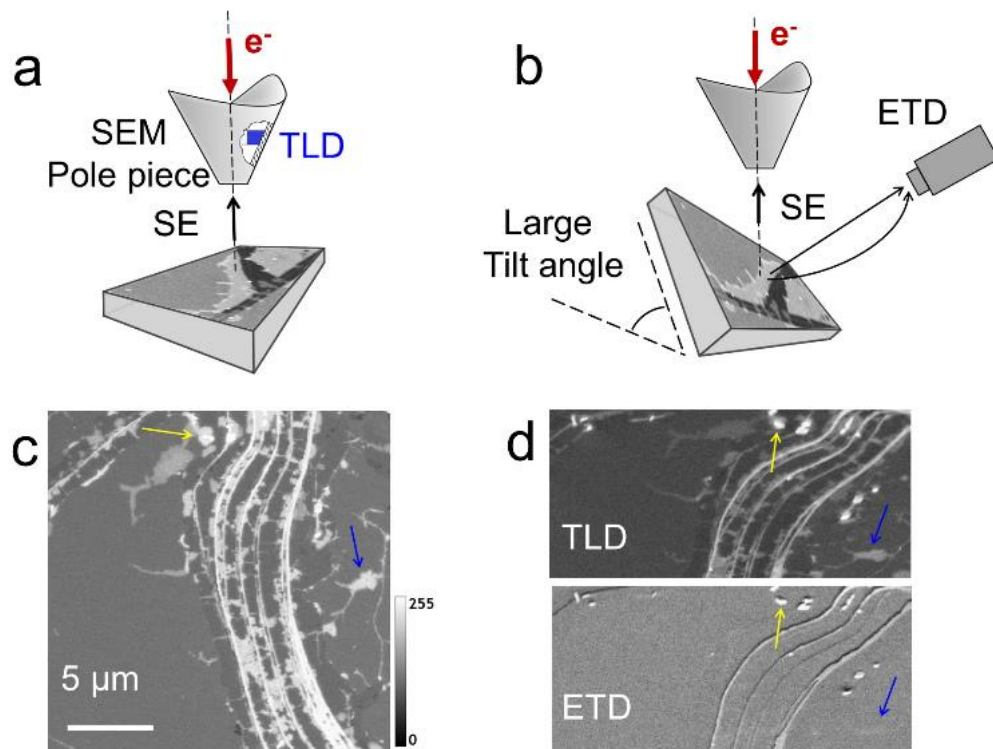 a
e-
SEM
Pole piece
TLD
SE
b
e-
ETD
SE
Large
Tilt angle
c
255
0
5 μm
d
TLD
ETD